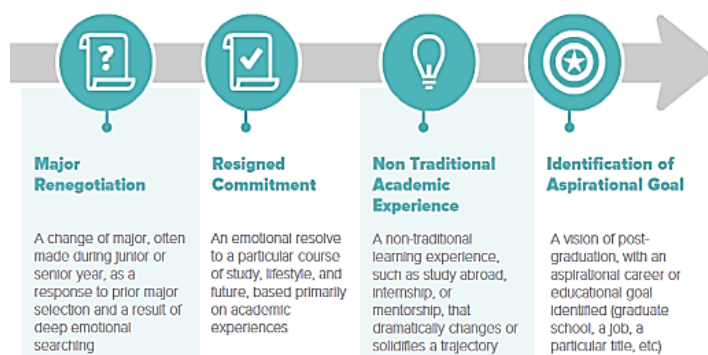 ?
Major
Renegotiation
A change of major, often
made during junior or
senior year, as a
response to prior major
selection and a result of
deep emotional
searching
Resigned
Commitment
An emotional resolve
to a particular course
of study, lifestyle, and
future, based primarily
on academic
experiences
Non Traditional
Academic
Experience
A non-traditional
learning experience,
such as study abroad,
internship, or
mentorship, that
dramatically changes or
solidifies a trajectory
Identification of
Aspirational Goal
A vision of post-
graduation, with an
aspirational career or
educational goal
identified (graduate
school, a job, a
particular title, etc)